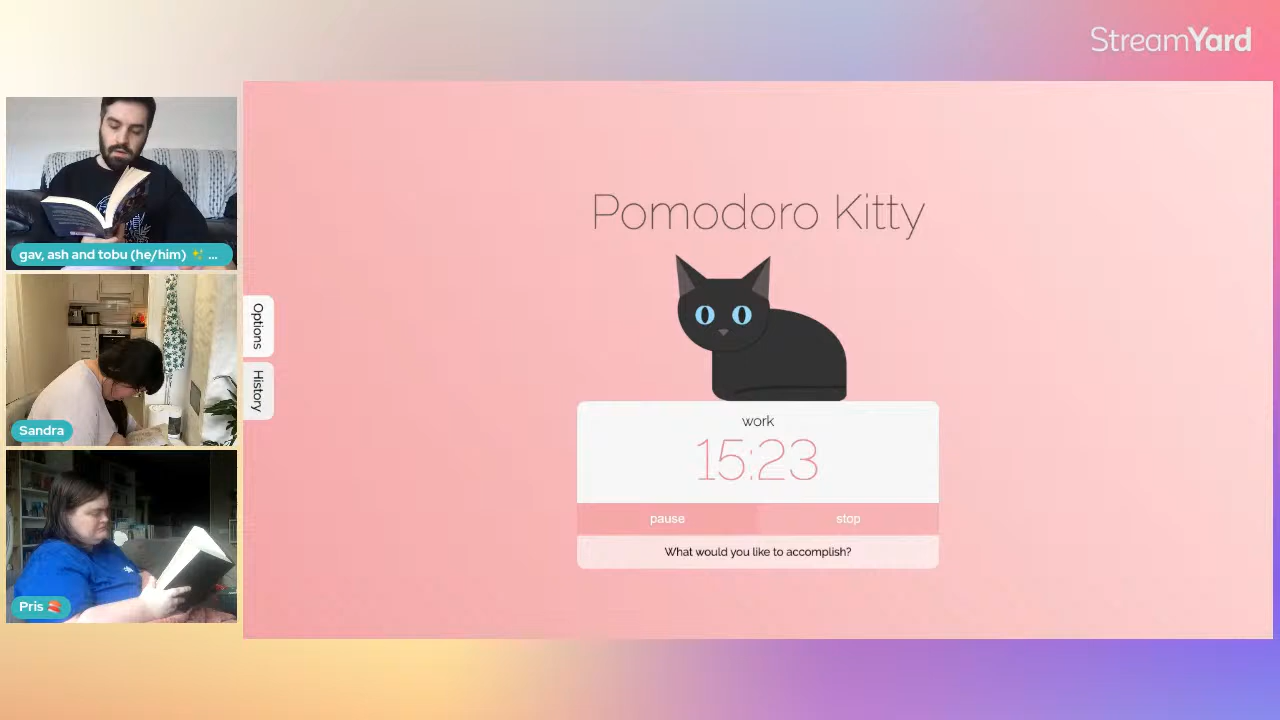 StreamYard
gav, ash and tobu (he/him) ✨ ...
Sandra
Pris
Options
History
Pomodoro Kitty
work
15:23
pause
stop
What would you like to accomplish?